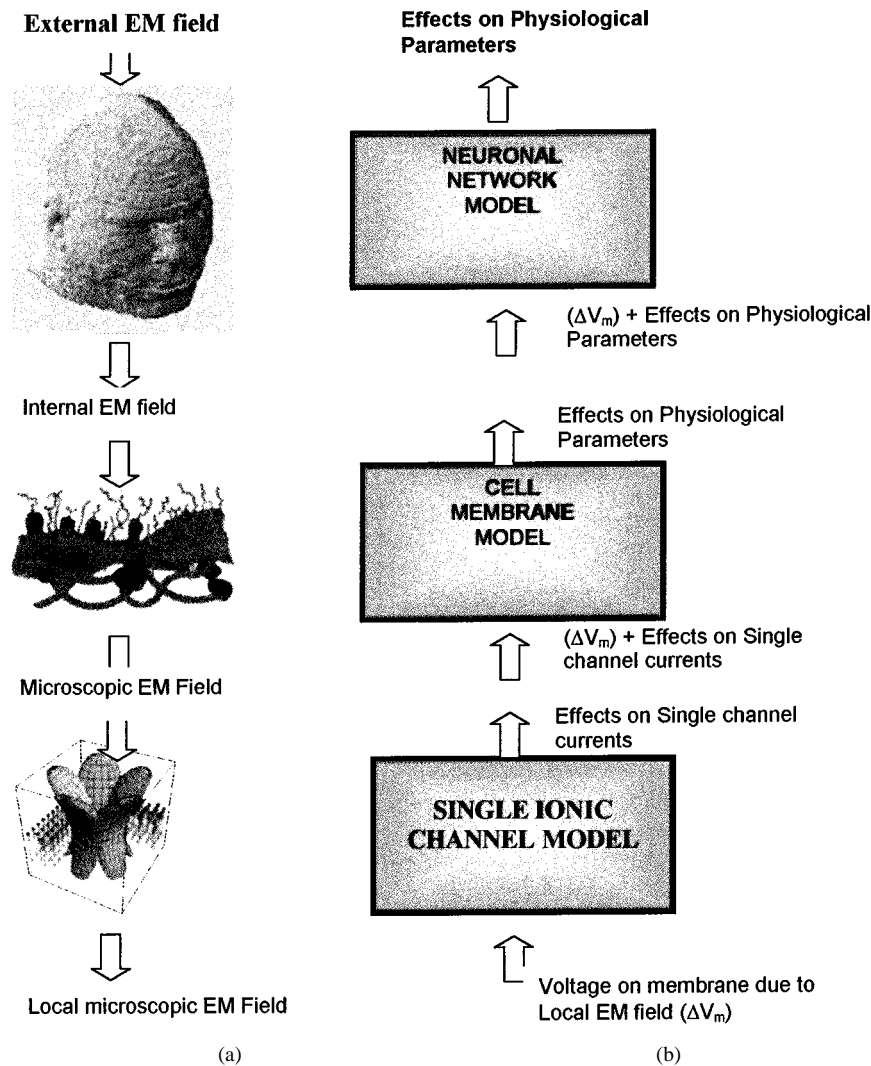 External EM field
Internal EM field
Microscopic EM Field
Local microscopic EM Field
(a)
Effects on Physiological
Parameters
NEURONAL
NETWORK
MODEL
(ΔVm) + Effects on Physiological
Parameters
Effects on Physiological
Parameters
CELL
MEMBRANE
MODEL
(ΔVm) + Effects on Single
channel currents
Effects on Single channel
currents
SINGLE IONIC
CHANNEL MODEL
Voltage on membrane due to
Local EM field (ΔVm)
(b)